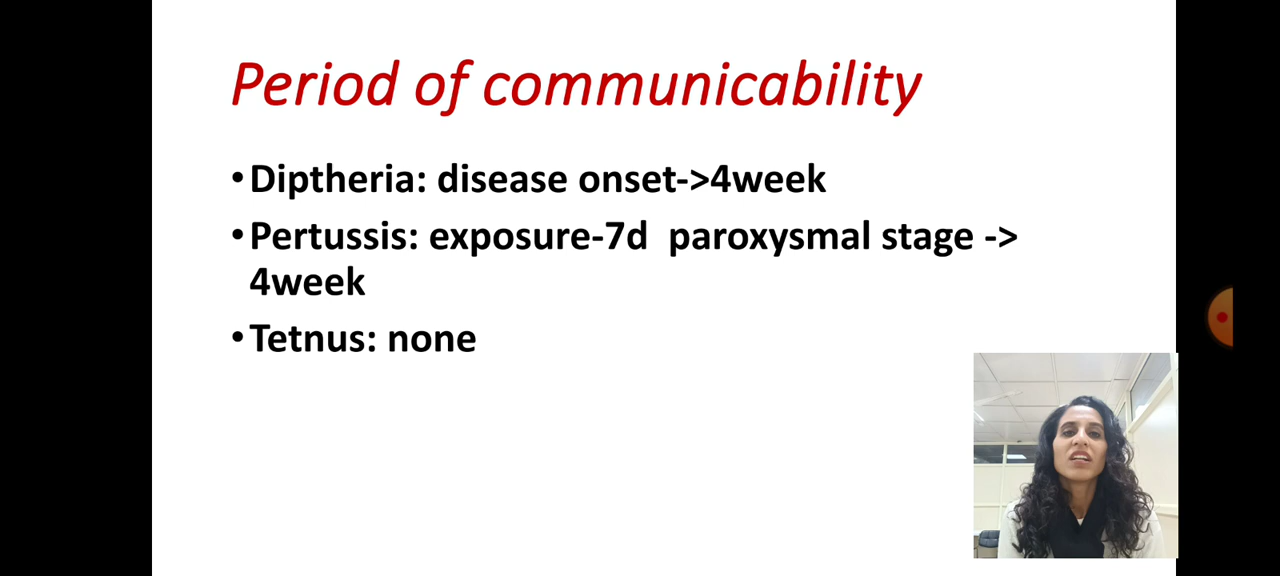 Period of communicability
•Diptheria: disease onset->4week
•Pertussis: exposure-7d  paroxysmal stage ->
4week
•Tetnus: none